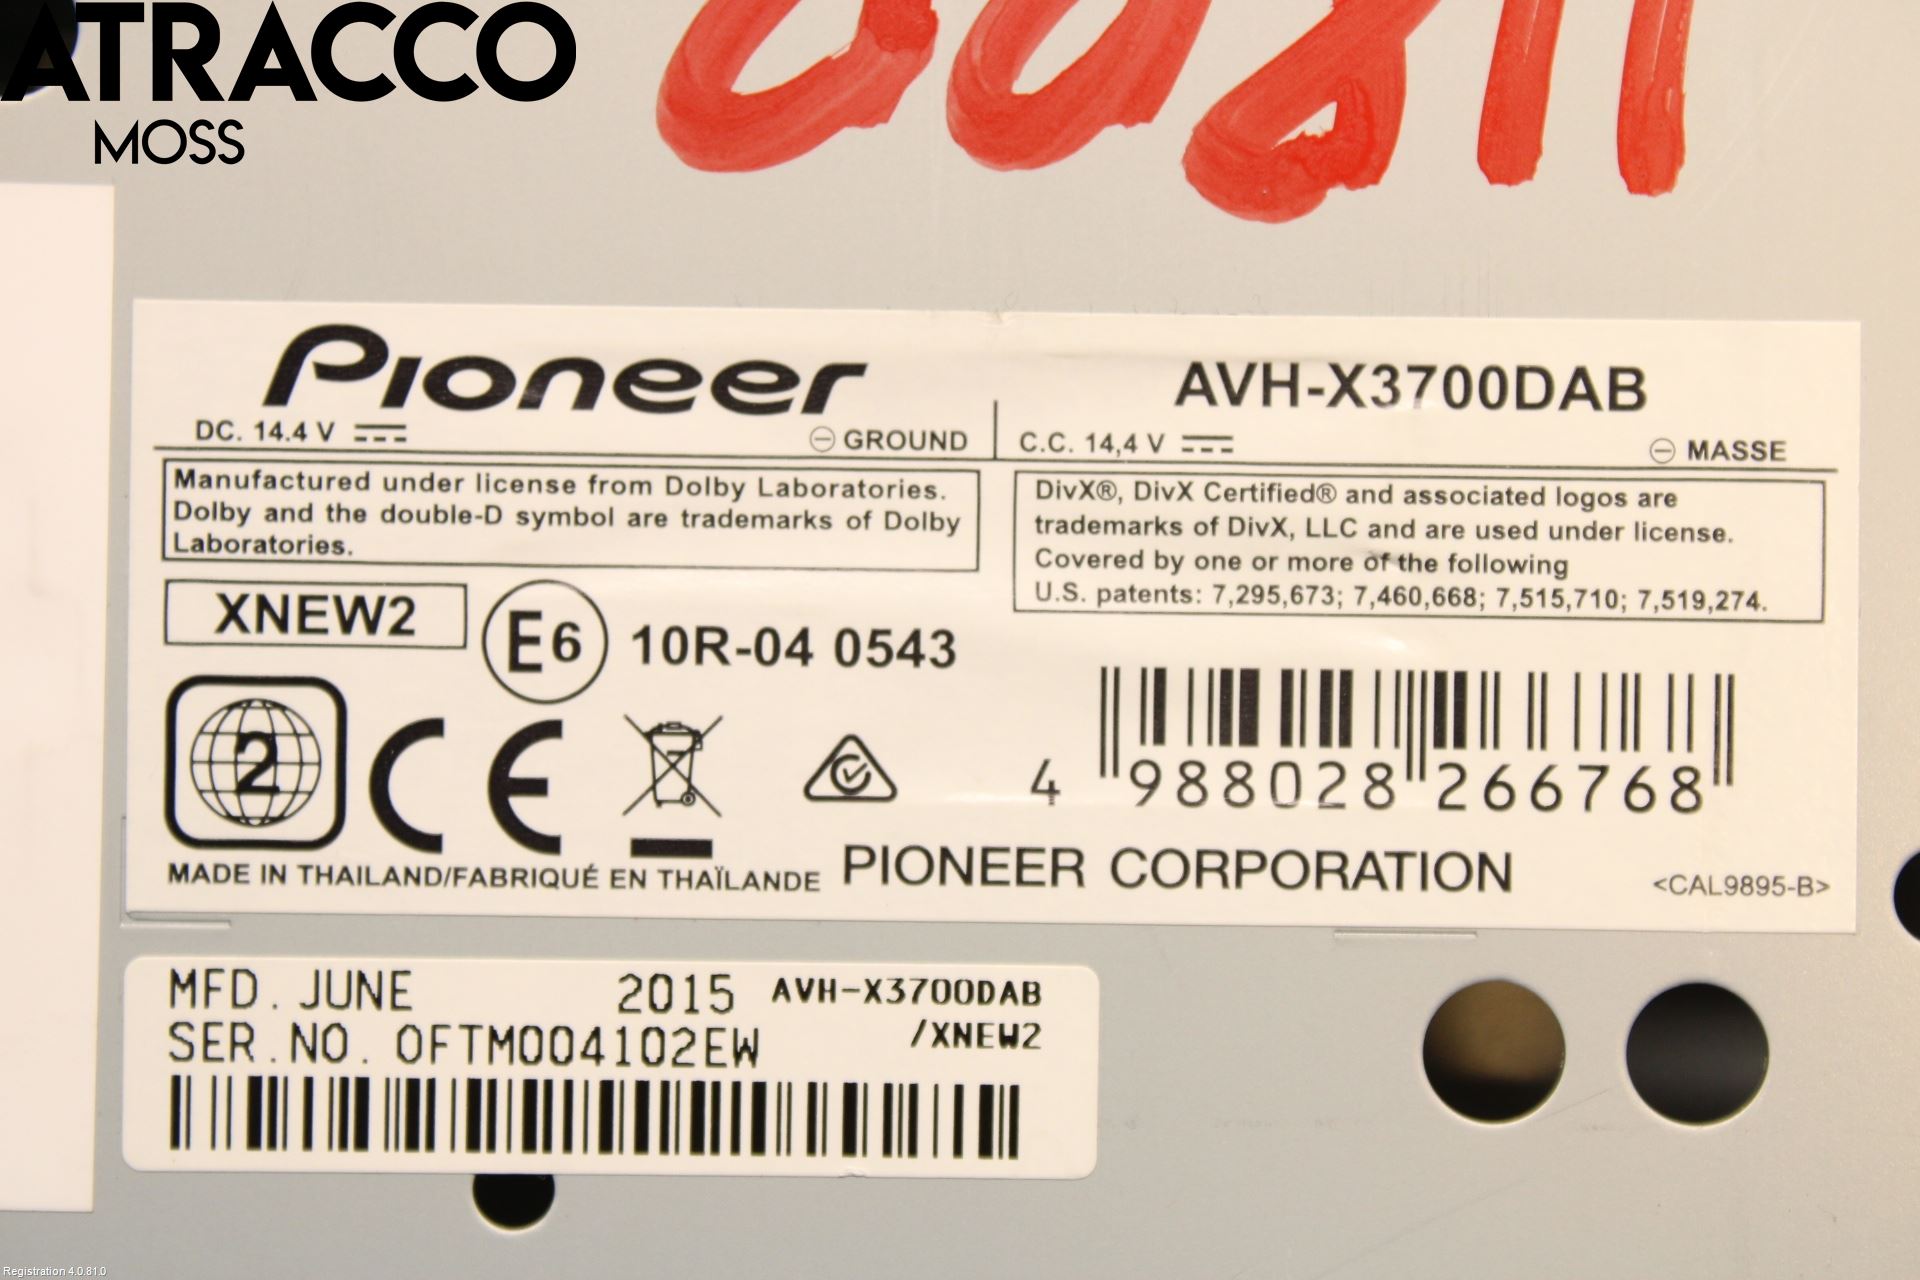 ATRACCO
MOSS
Pioneer
AVH-X3700DAB
DC. 14.4 V
⊖ GROUND
C.C. 14,4 V
⊖ MASSE
Manufactured under license from Dolby Laboratories.
Dolby and the double-D symbol are trademarks of Dolby
Laboratories.
DivX®, DivX Certified® and associated logos are
trademarks of DivX, LLC and are used under license.
Covered by one or more of the following
U.S. patents: 7,295,673; 7,460,668; 7,515,710; 7,519,274.
XNEW2
E6
10R-04 0543
2
CE
4 988028 266768
MADE IN THAILAND/FABRIQUÉ EN THAÏLANDE
PIONEER CORPORATION
<CAL9895-B>
MFD. JUNE 2015 AVH-X3700DAB
/XNEW2
SER.NO. OFTM004102EW
Registration 4.0.81.0